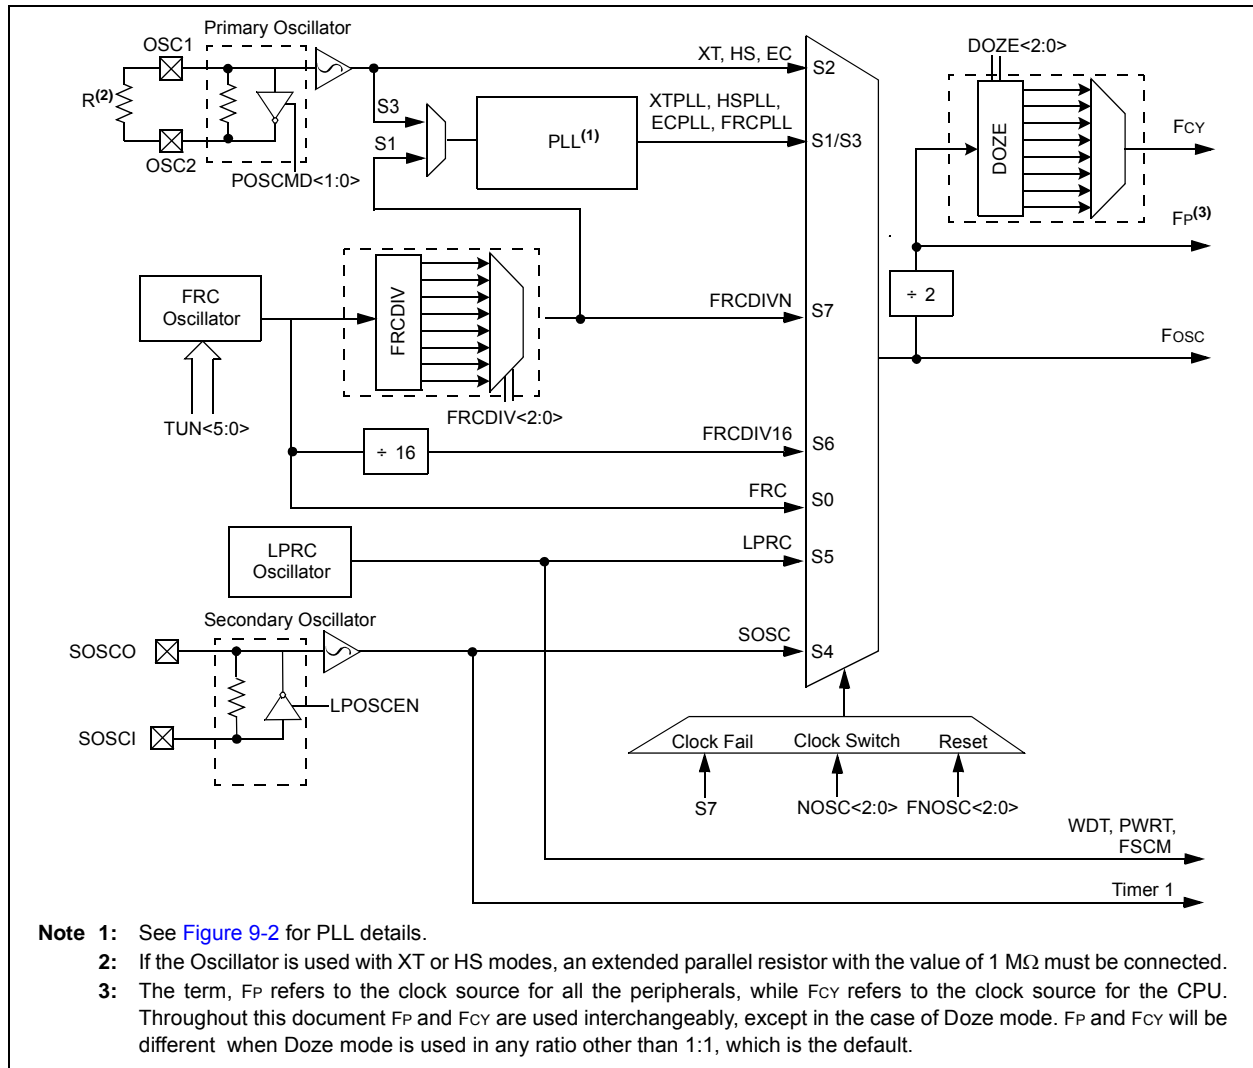 Primary Oscillator
OSC1
R(2)
OSC2
POSCMD<1:0>
S3
S1
PLL(1)
XT, HS, EC
S2
XTPLL, HSPLL,
ECPLL, FRCPLL
S1/S3
DOZE<2:0>
DOZE
FCY
FP(3)
÷ 2
FOSC
FRC
Oscillator
TUN<5:0>
FRCDIV
FRCDIV<2:0>
FRCDIVN
S7
÷ 16
FRCDIV16
S6
FRC
S0
LPRC
Oscillator
LPRC
S5
Secondary Oscillator
SOSCO
SOSCI
LPOSCEN
SOSC
S4
Clock Fail
Clock Switch
Reset
S7
NOSC<2:0>
FNOSC<2:0>
WDT, PWRT,
FSCM
Timer 1
Note 1: See Figure 9-2 for PLL details.
2: If the Oscillator is used with XT or HS modes, an extended parallel resistor with the value of 1 MΩ must be connected.
3: The term, FP refers to the clock source for all the peripherals, while FCY refers to the clock source for the CPU.
Throughout this document FP and FCY are used interchangeably, except in the case of Doze mode. FP and FCY will be
different when Doze mode is used in any ratio other than 1:1, which is the default.